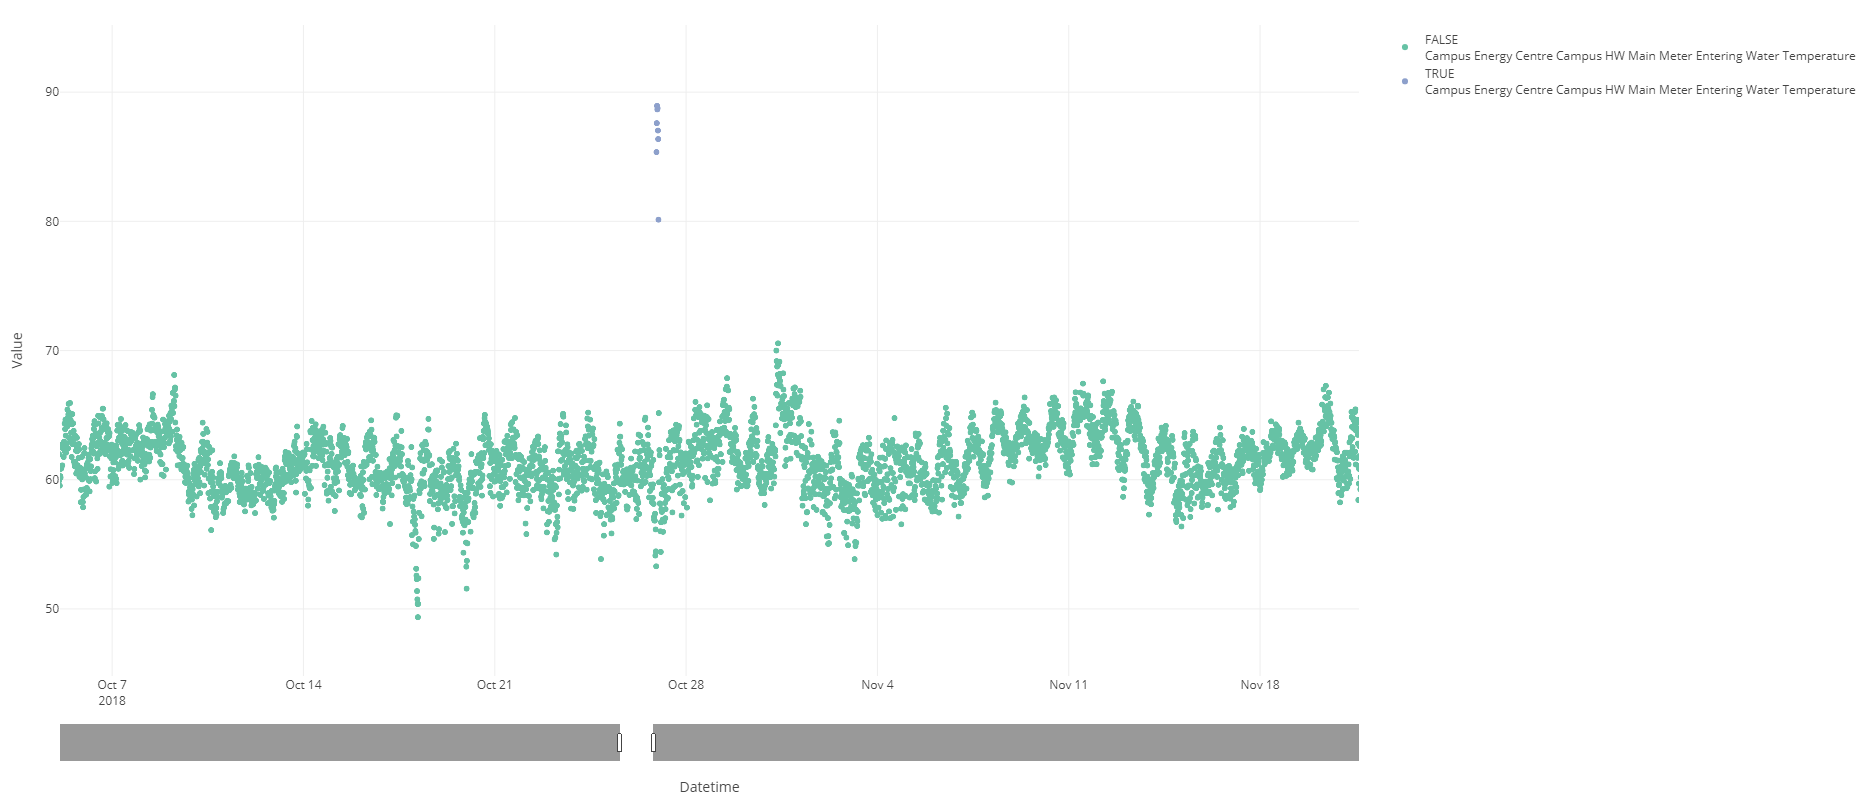 FALSE
Campus Energy Centre Campus HW Main Meter Entering Water Temperature
TRUE
Campus Energy Centre Campus HW Main Meter Entering Water Temperature
90
80
70
60
50
Value
Oct 7
2018
Oct 14
Oct 21
Oct 28
Nov 4
Nov 11
Nov 18
Datetime